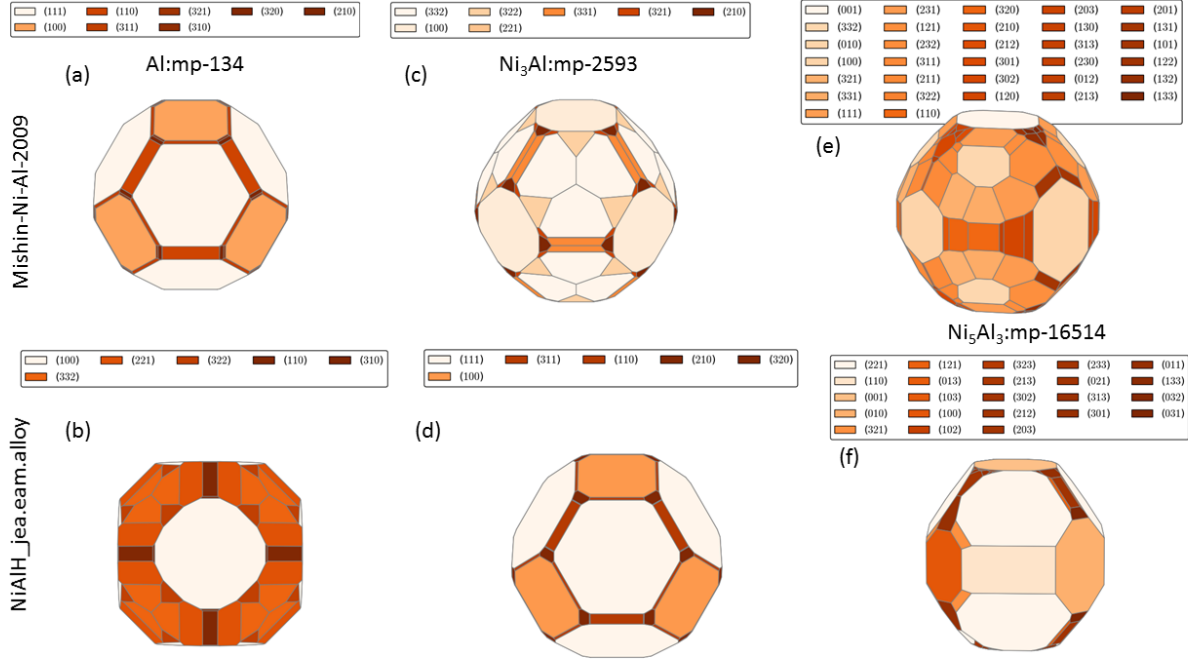 (111) (110) (321) (320) (210)
(100) (311) (310)
(332) (322) (331) (321) (210)
(100) (221)
(001) (231) (320) (203) (201)
(332) (121) (210) (130) (131)
(010) (232) (212) (313) (101)
(100) (311) (301) (230) (122)
(321) (211) (302) (012) (132)
(331) (322) (120) (213) (133)
(111) (110)
Al:mp-134
Ni₃Al:mp-2593
(a)
(c)
(e)
Mishin-Ni-Al-2009
Ni₅Al₃:mp-16514
(100) (221) (322) (110) (310)
(332)
(111) (311) (110) (210) (320)
(100)
(221) (121) (323) (233) (011)
(110) (013) (213) (021) (133)
(001) (103) (302) (313) (032)
(010) (100) (212) (301) (031)
(321) (102) (203)
(b)
(d)
(f)
NiAlH_jea.eam.alloy